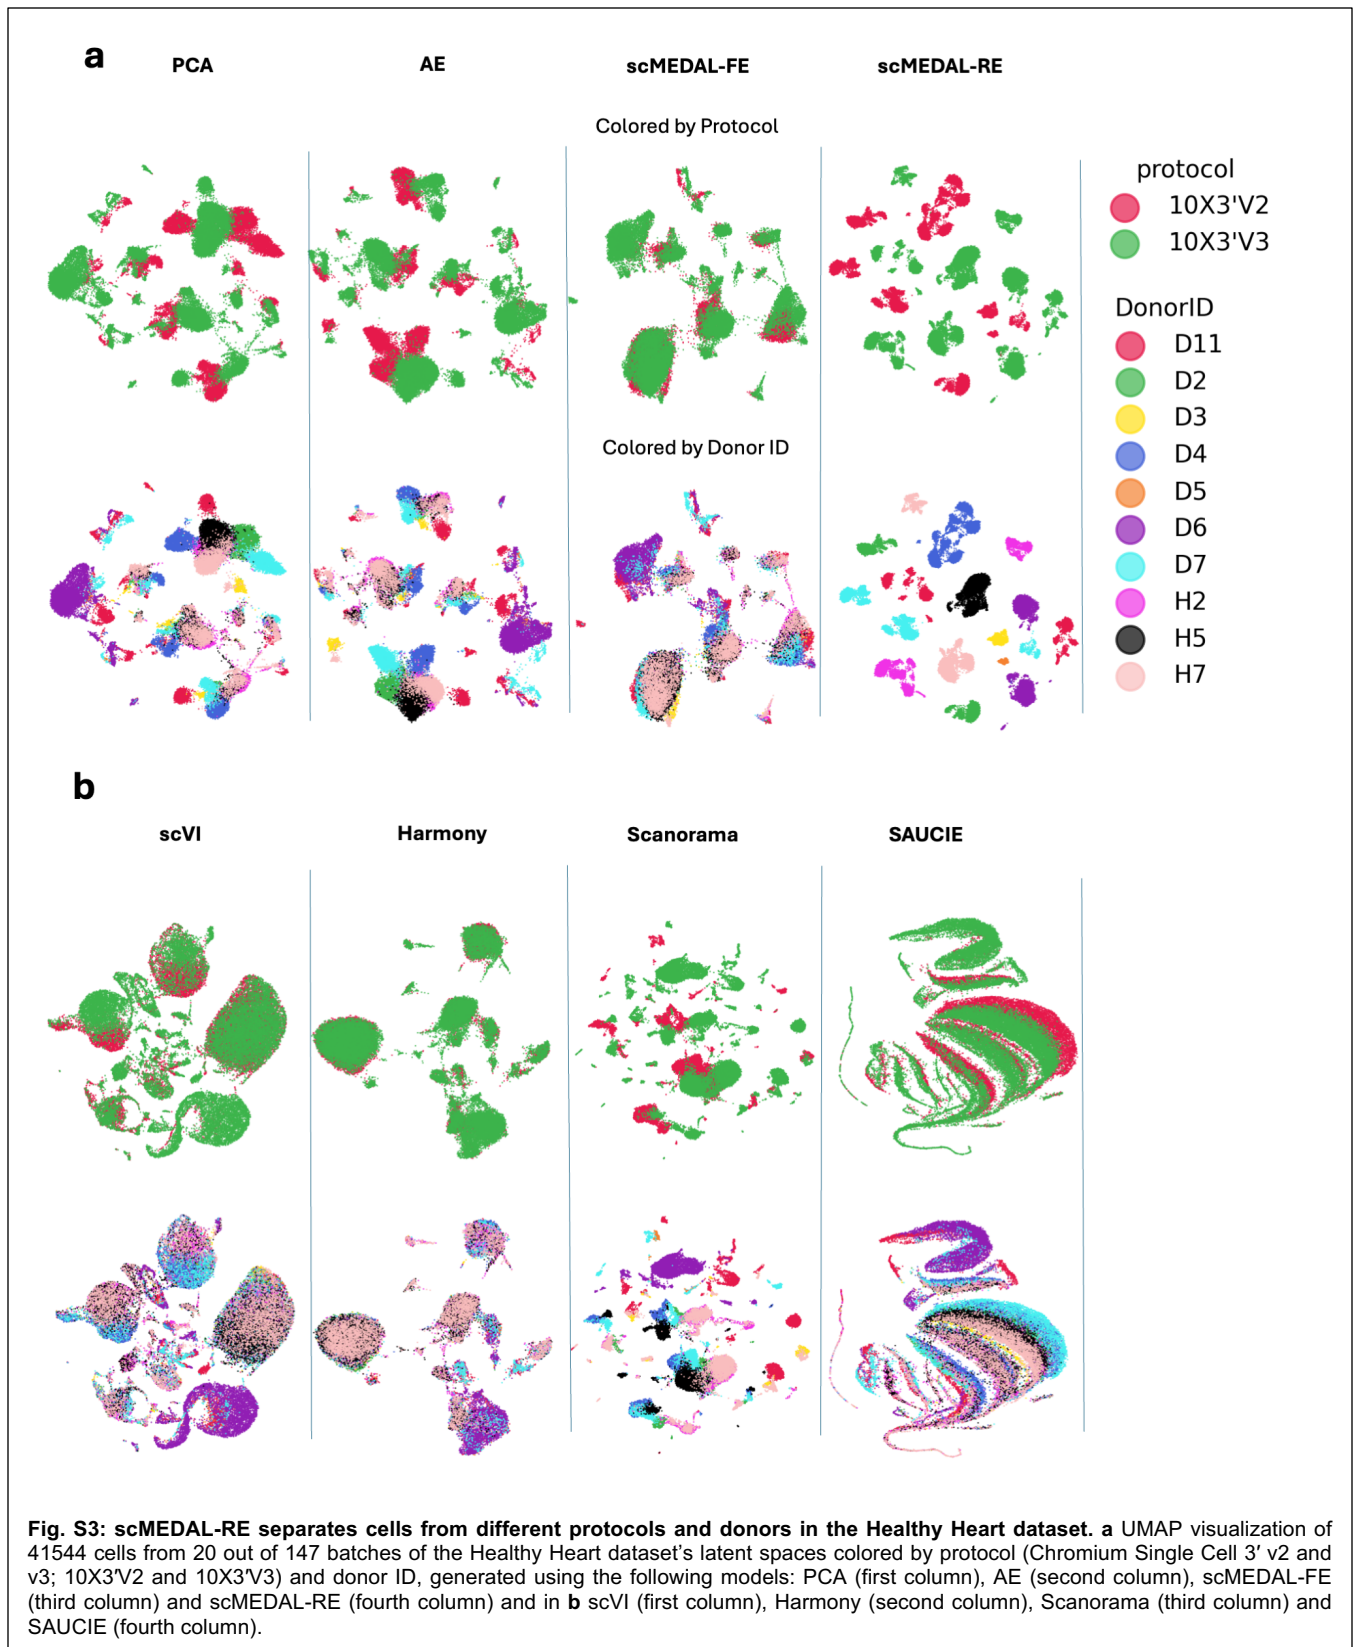 a
PCA
AE
scMEDAL-FE
scMEDAL-RE
Colored by Protocol
protocol
10X3'V2
10X3'V3
DonorID
D11
D2
D3
D4
D5
D6
D7
H2
H5
H7
Colored by Donor ID
b
scVI
Harmony
Scanorama
SAUCIE
Fig. S3: scMEDAL-RE separates cells from different protocols and donors in the Healthy Heart dataset. a UMAP visualization of
41544 cells from 20 out of 147 batches of the Healthy Heart dataset’s latent spaces colored by protocol (Chromium Single Cell 3′ v2 and
v3; 10X3′V2 and 10X3′V3) and donor ID, generated using the following models: PCA (first column), AE (second column), scMEDAL-FE
(third column) and scMEDAL-RE (fourth column) and in b scVI (first column), Harmony (second column), Scanorama (third column) and
SAUCIE (fourth column).